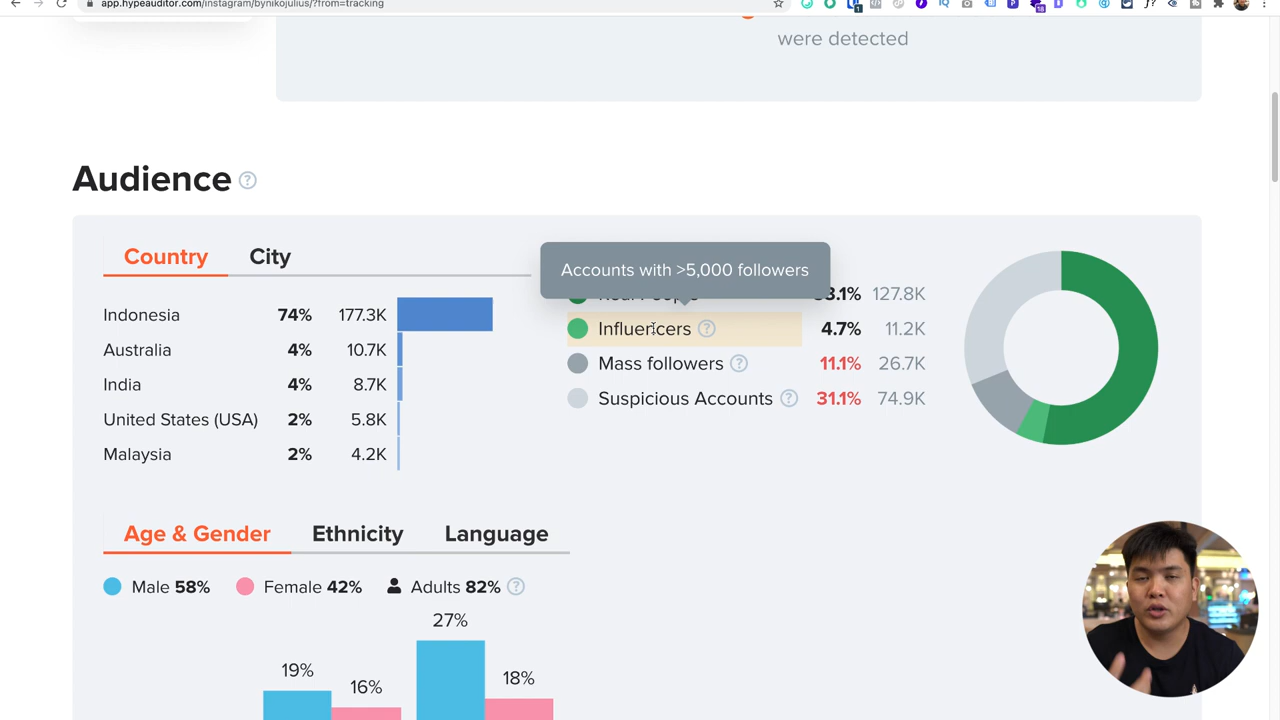 app.hypeauditor.com/instagram/bynikojulius/?from=tracking
were detected
Audience ?
Country City
Indonesia 74% 177.3K
Australia 4% 10.7K
India 4% 8.7K
United States (USA) 2% 5.8K
Malaysia 2% 4.2K
Accounts with >5,000 followers
127.8K
Influencers ? 4.7% 11.2K
Mass followers ? 11.1% 26.7K
Suspicious Accounts ? 31.1% 74.9K
Age & Gender Ethnicity Language
Male 58% Female 42% Adults 82% ?
27%
19%
18%
16%